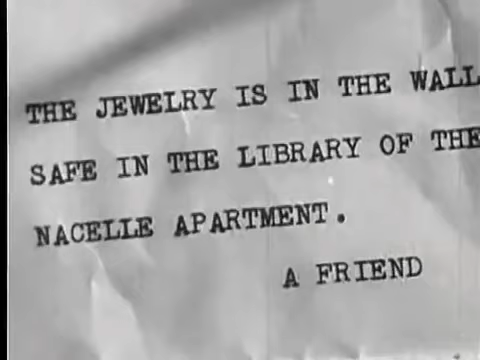 THE JEWELRY IS IN THE WALL
SAFE IN THE LIBRARY OF THE
NACELLE APARTMENT.
A FRIEND